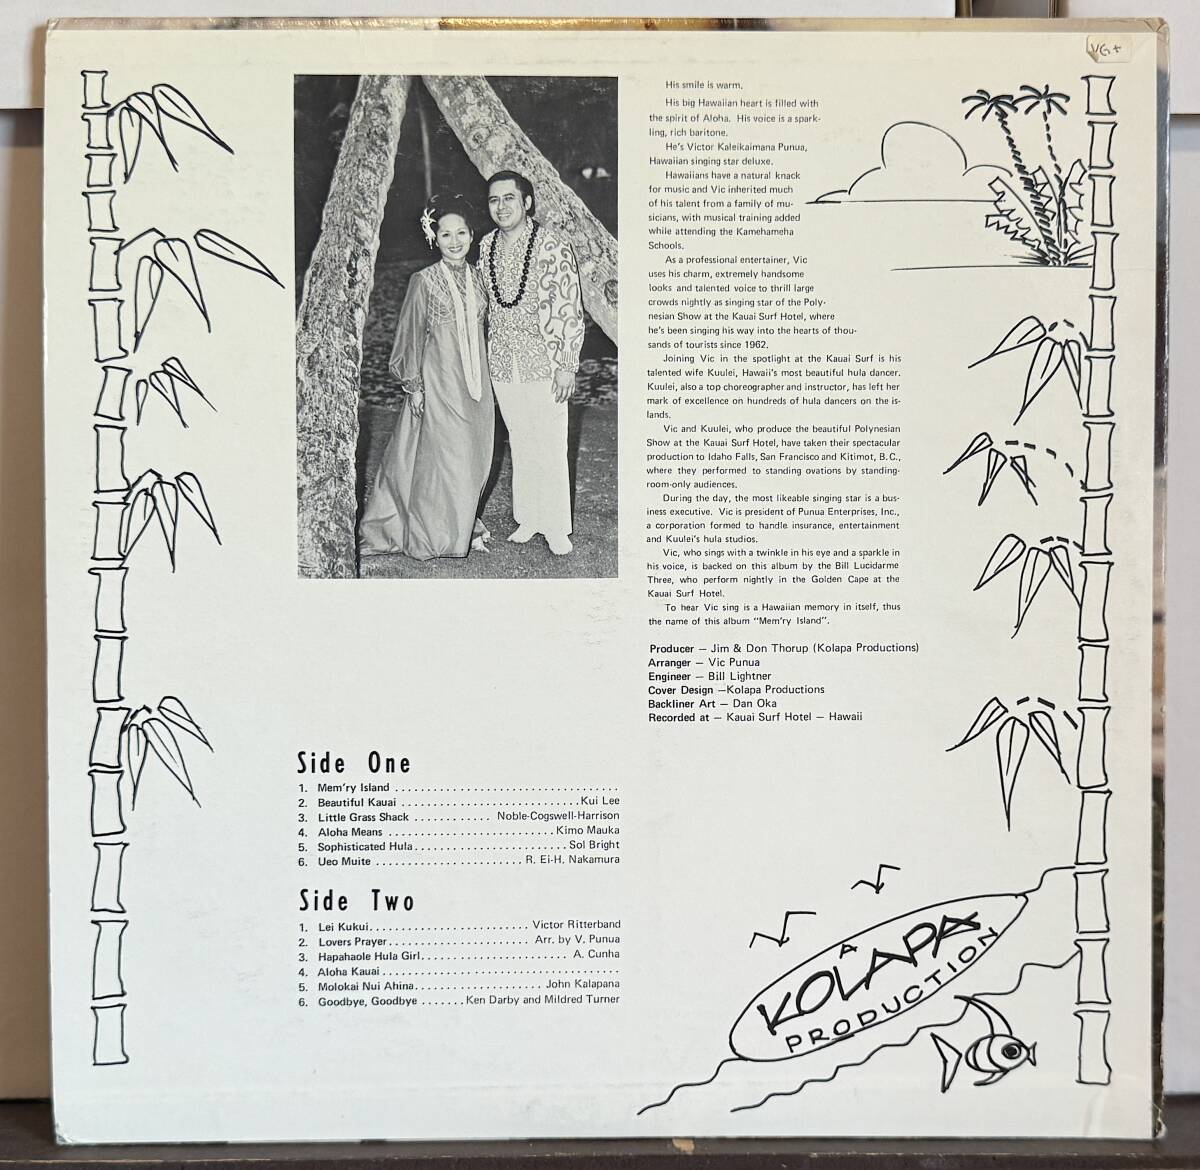 VG+
His smile is warm.
His big Hawaiian heart is filled with
the spirit of Aloha. His voice is a spark-
ling, rich baritone.
He's Victor Kaleikaimana Punua,
Hawaiian singing star deluxe.
Hawaiians have a natural knack
for music and Vic inherited much
of his talent from a family of mu-
sicians, with musical training added
while attending the Kamehameha
Schools.
As a professional entertainer, Vic
uses his charm, extremely handsome
looks and talented voice to thrill large
crowds nightly as singing star of the Poly-
nesian Show at the Kauai Surf Hotel, where
he's been singing his way into the hearts of thou-
sands of tourists since 1962.
Joining Vic in the spotlight at the Kauai Surf is his
talented wife Kuulei, Hawaii's most beautiful hula dancer.
Kuulei, also a top choreographer and instructor, has left her
mark of excellence on hundreds of hula dancers on the is-
lands.
Vic and Kuulei, who produce the beautiful Polynesian
Show at the Kauai Surf Hotel, have taken their spectacular
production to Idaho Falls, San Francisco and Kitimot, B.C.,
where they performed to standing ovations by standing-
room-only audiences.
During the day, the most likeable singing star is a bus-
iness executive. Vic is president of Punua Enterprises, Inc.,
a corporation formed to handle insurance, entertainment
and Kuulei's hula studios.
Vic, who sings with a twinkle in his eye and a sparkle in
his voice, is backed on this album by the Bill Lucidarme
Three, who perform nightly in the Golden Cape at the
Kauai Surf Hotel.
To hear Vic sing is a Hawaiian memory in itself, thus
the name of this album "Mem'ry Island".
Producer — Jim & Don Thorup (Kolapa Productions)
Arranger — Vic Punua
Engineer — Bill Lightner
Cover Design —Kolapa Productions
Backliner Art — Dan Oka
Recorded at — Kauai Surf Hotel — Hawaii
Side One
1. Mem'ry Island ..................................
2. Beautiful Kauai ............................Kui Lee
3. Little Grass Shack ............ Noble-Cogswell-Harrison
4. Aloha Means ..........................Kimo Mauka
5. Sophisticated Hula........................Sol Bright
6. Ueo Muite ....................... R. Ei-H. Nakamura
Side Two
1. Lei Kukui......................... Victor Ritterband
2. Lovers Prayer...................... Arr. by V. Punua
3. Hapahaole Hula Girl....................... A. Cunha
4. Aloha Kauai .....................................
5. Molokai Nui Ahina.................... John Kalapana
6. Goodbye, Goodbye .......Ken Darby and Mildred Turner
A
KOLAPA
PRODUCTION